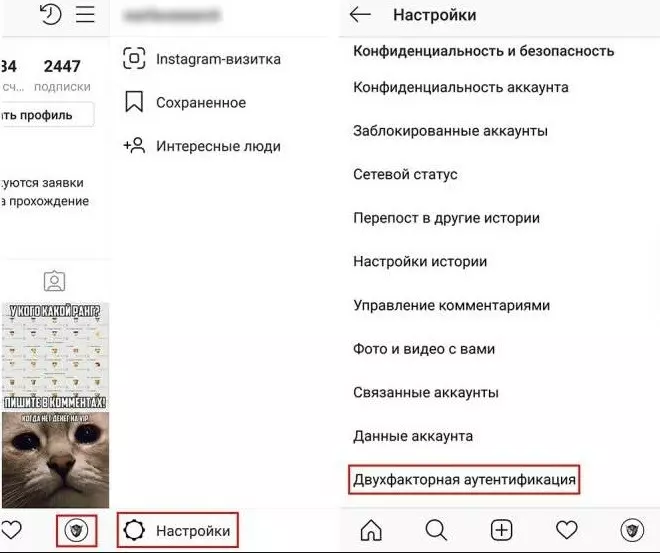 34
2447
сч...
подписки
ть профиль
уются заявки
а прохождение
У КОГО КАКОЙ РАНГ?
ПИШИТЕ В КОММЕНТАХ!
КОГДА НЕТ ДЕНЕГ НА VIP
Instagram-визитка
Сохраненное
Интересные люди
Настройки
Настройки
Конфиденциальность и безопасность
Конфиденциальность аккаунта
Заблокированные аккаунты
Сетевой статус
Перепост в другие истории
Настройки истории
Управление комментариями
Фото и видео с вами
Связанные аккаунты
Данные аккаунта
Двухфакторная аутентификация